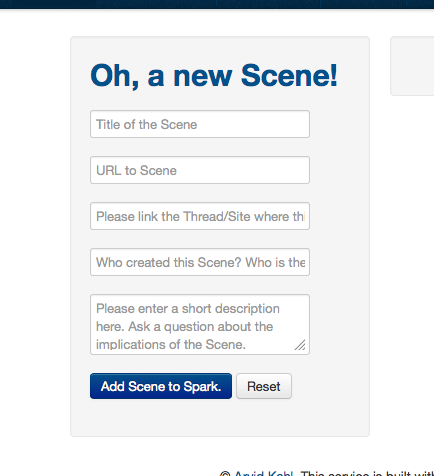 Oh, a new Scene!
Title of the Scene
URL to Scene
Please link the Thread/Site where thi
Who created this Scene? Who is the
Please enter a short description
here. Ask a question about the
implications of the Scene.
Add Scene to Spark. Reset
© Arvid Kahl. This service is built with